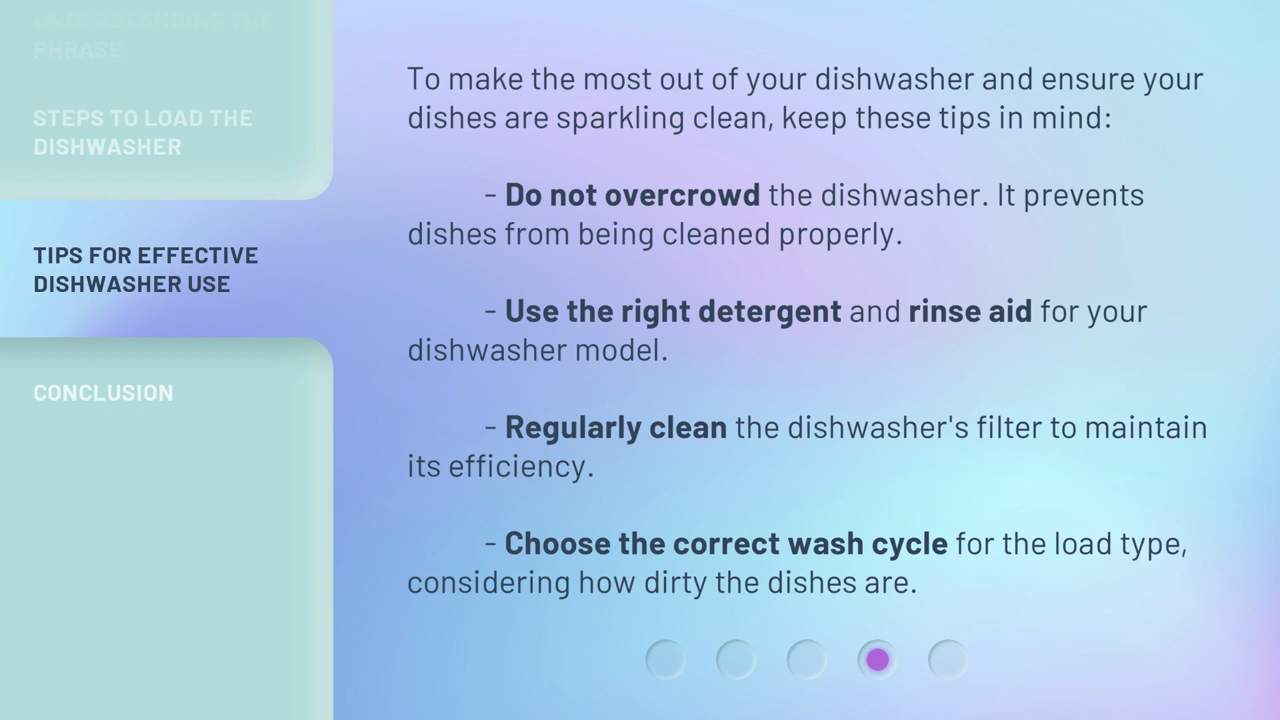 UNDERSTANDING THE
PHRASE
STEPS TO LOAD THE
DISHWASHER
TIPS FOR EFFECTIVE
DISHWASHER USE
CONCLUSION
To make the most out of your dishwasher and ensure your
dishes are sparkling clean, keep these tips in mind:
- Do not overcrowd the dishwasher. It prevents
dishes from being cleaned properly.
- Use the right detergent and rinse aid for your
dishwasher model.
- Regularly clean the dishwasher's filter to maintain
its efficiency.
- Choose the correct wash cycle for the load type,
considering how dirty the dishes are.